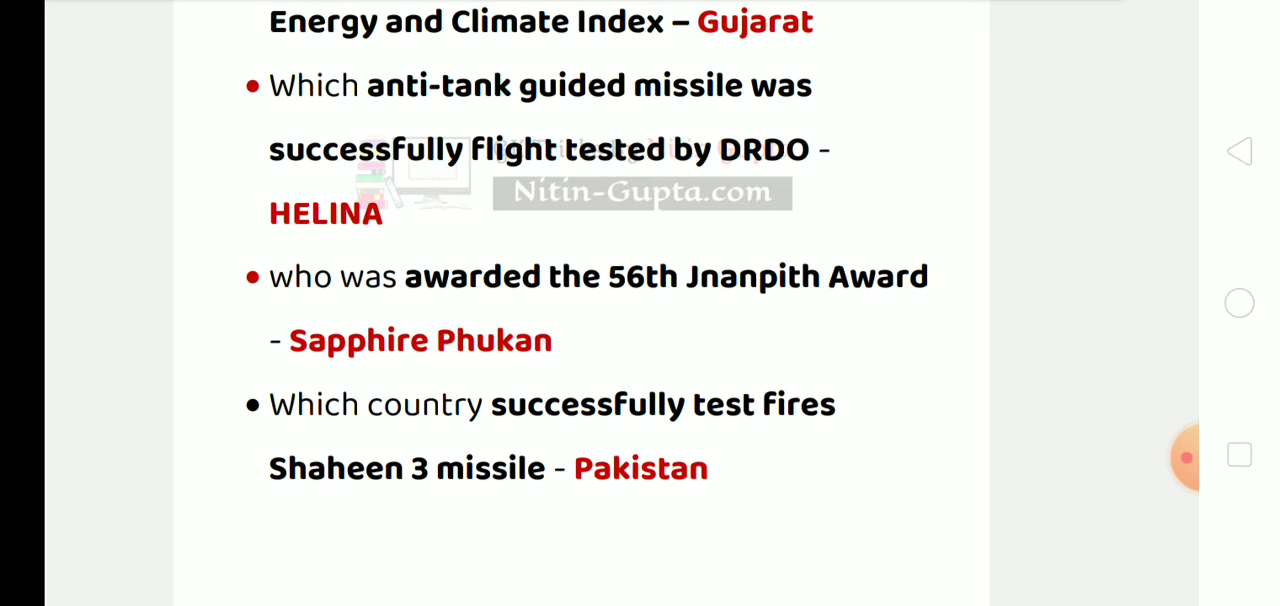 Energy and Climate Index – Gujarat
• Which anti-tank guided missile was
successfully flight tested by DRDO -
Nitin-Gupta.com
HELINA
• who was awarded the 56th Jnanpith Award
- Sapphire Phukan
• Which country successfully test fires
Shaheen 3 missile - Pakistan